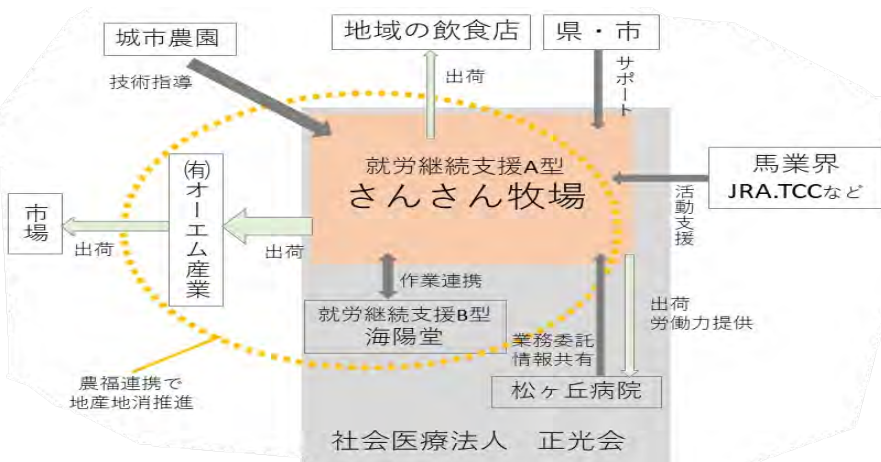 城市農園
地域の飲食店
県・市
技術指導
出荷
サポート
就労継続支援A型
さんさん牧場
馬業界
JRA.TCCなど
活動支援
市場
出荷
(有)オーエム産業
出荷
作業連携
就労継続支援B型
海陽堂
業務委託
情報共有
出荷
労働力提供
松ヶ丘病院
農福連携で
地産地消推進
社会医療法人 正光会